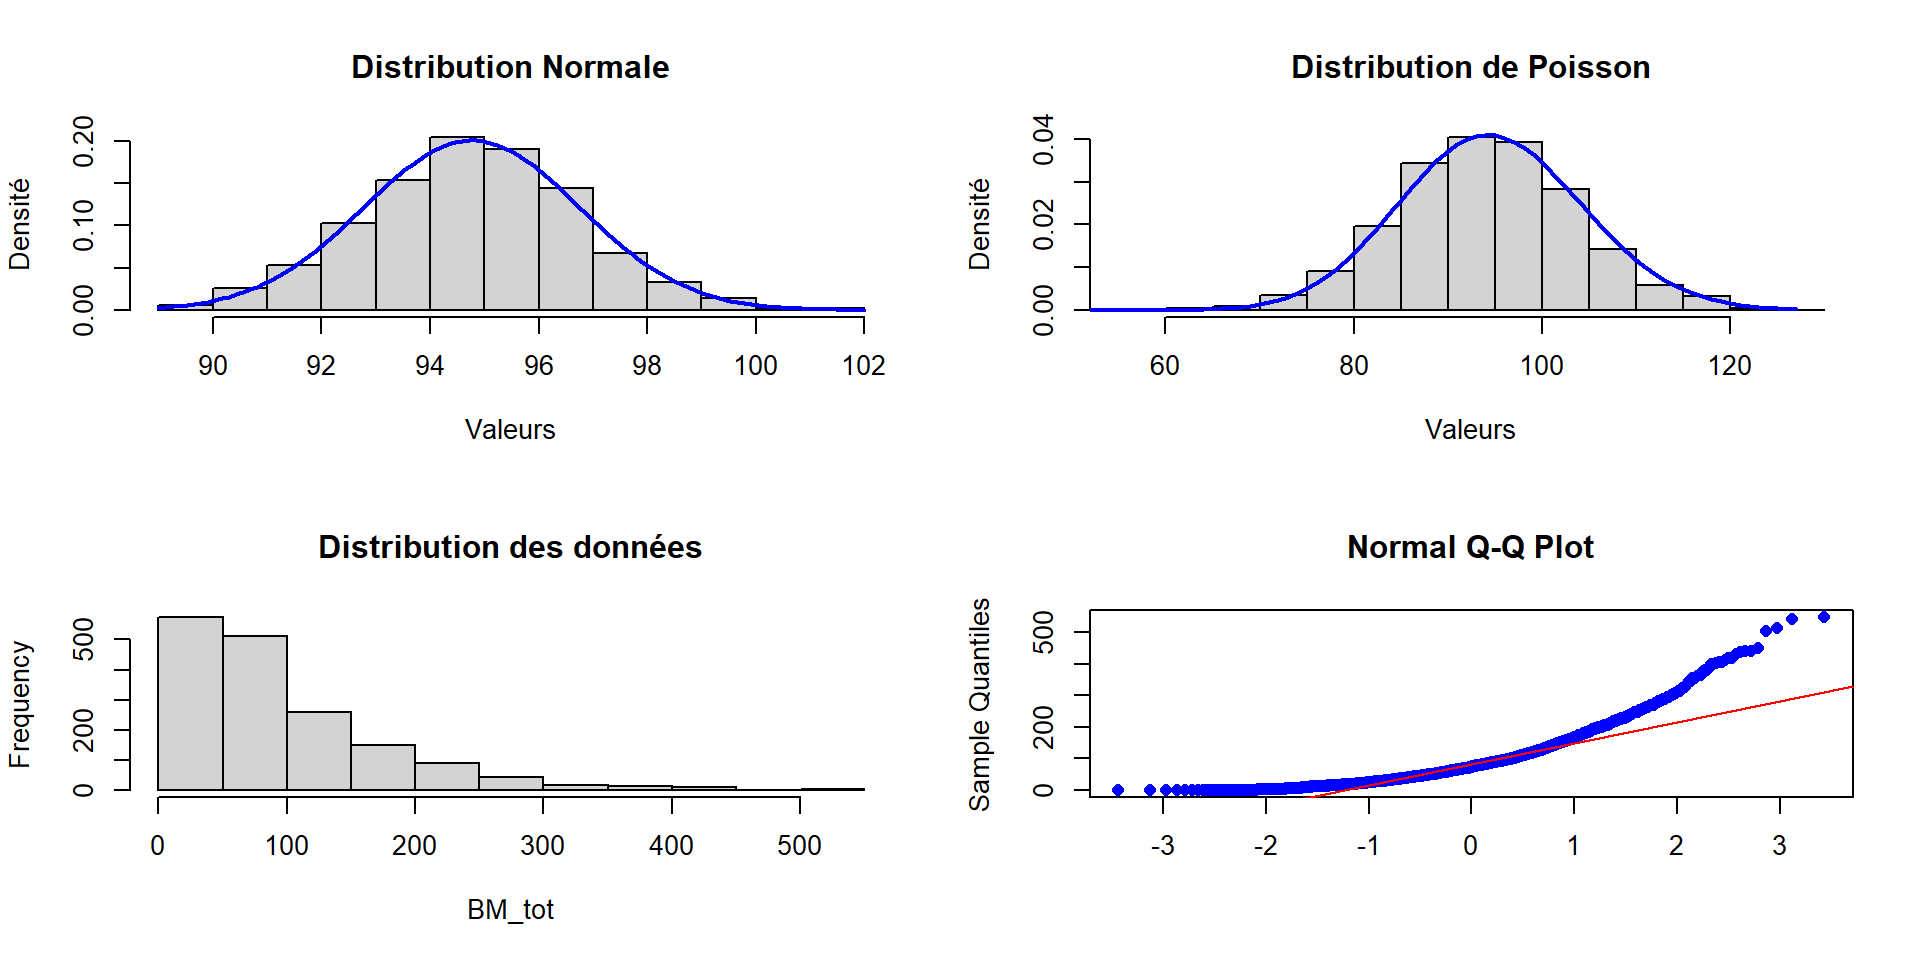 Distribution Normale
Densité
0.00 0.10 0.20
90 92 94 96 98 100 102
Valeurs
Distribution de Poisson
Densité
0.00 0.02 0.04
60 80 100 120
Valeurs
Distribution des données
Frequency
0 200 500
0 100 200 300 400 500
BM_tot
Normal Q-Q Plot
Sample Quantiles
0 200 500
-3 -2 -1 0 1 2 3